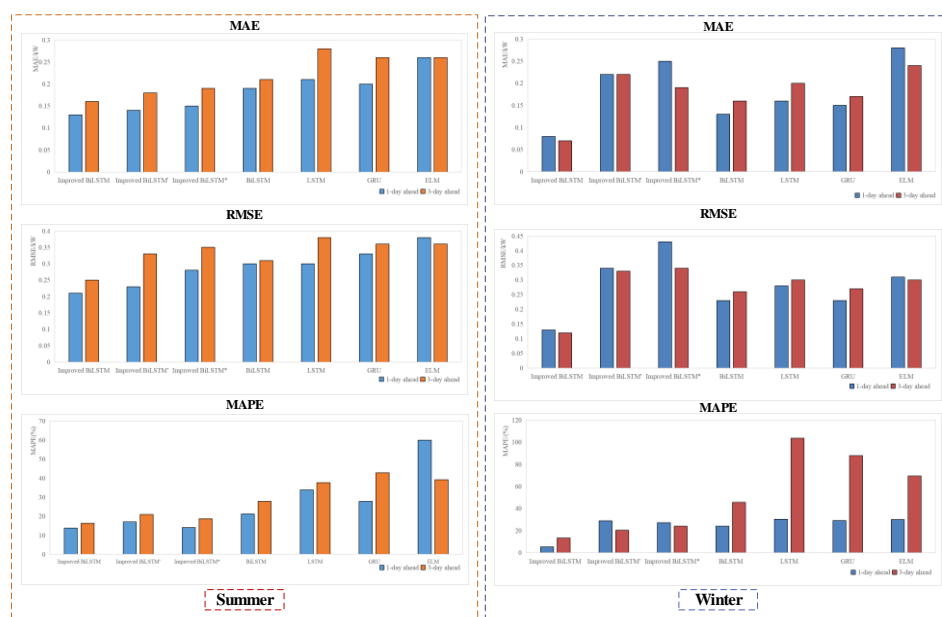 MAE
MAE/kW
0.3
0.25
0.2
0.15
0.1
0.05
0
Improved BiLSTM Improved BiLSTM' Improved BiLSTM* BiLSTM LSTM GRU ELM
1-day ahead 3-day ahead
RMSE
RMSE/kW
0.4
0.35
0.3
0.25
0.2
0.15
0.1
0.05
0
Improved BiLSTM Improved BiLSTM' Improved BiLSTM* BiLSTM LSTM GRU ELM
1-day ahead 3-day ahead
MAPE
MAPE(%)
70
60
50
40
30
20
10
0
Improved BiLSTM Improved BiLSTM' Improved BiLSTM* BiLSTM LSTM GRU ELM
1-day ahead 3-day ahead
Summer
MAE
MAE/kW
0.3
0.25
0.2
0.15
0.1
0.05
0
Improved BiLSTM Improved BiLSTM' Improved BiLSTM* BiLSTM LSTM GRU ELM
1-day ahead 3-day ahead
RMSE
RMSE/kW
0.45
0.4
0.35
0.3
0.25
0.2
0.15
0.1
0.05
0
Improved BiLSTM Improved BiLSTM' Improved BiLSTM* BiLSTM LSTM GRU ELM
1-day ahead 3-day ahead
MAPE
MAPE(%)
120
100
80
60
40
20
0
Improved BiLSTM Improved BiLSTM' Improved BiLSTM* BiLSTM LSTM GRU ELM
1-day ahead 3-day ahead
Winter